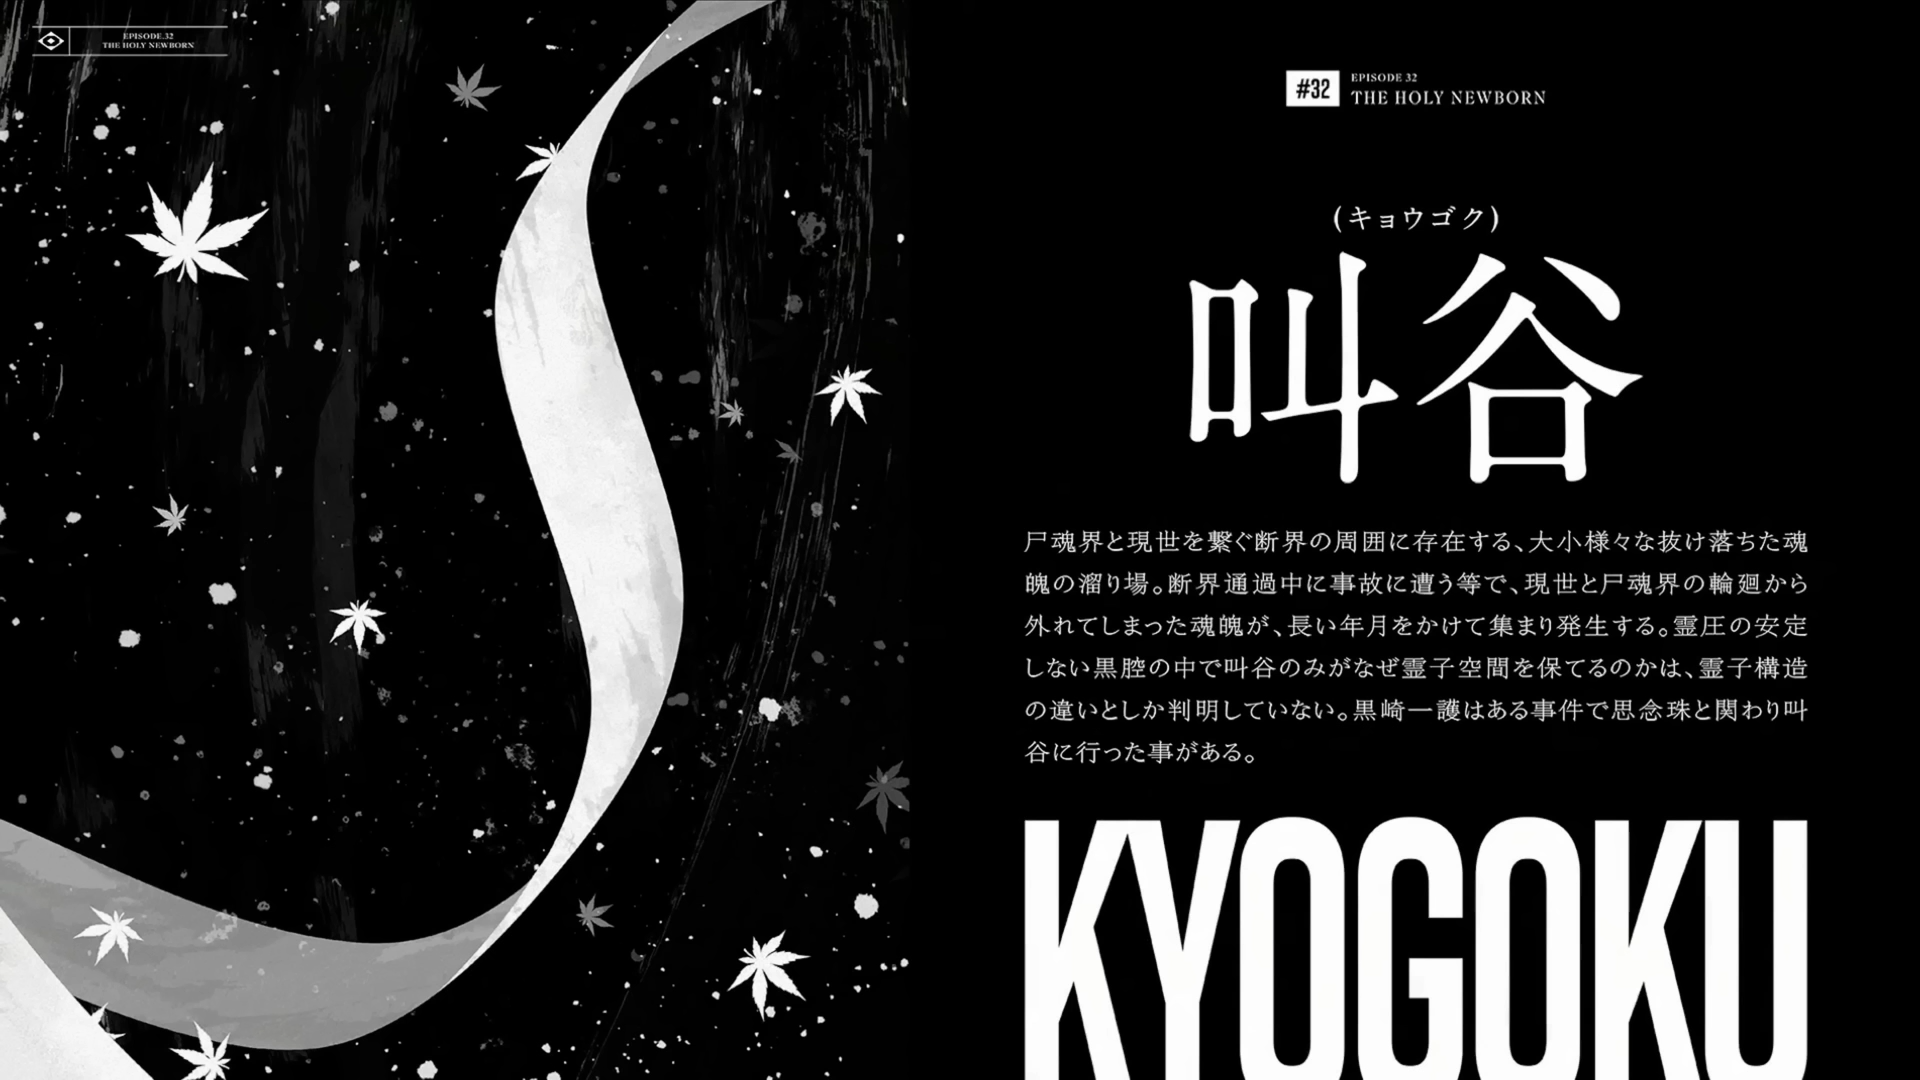 EPISODE.32
THE HOLY NEWBORN
#32
EPISODE 32
THE HOLY NEWBORN
(キョウゴク)
叫谷
尸魂界と現世を繋ぐ断界の周囲に存在する、大小様々な抜け落ちた魂
魄の溜り場。断界通過中に事故に遭う等で、現世と尸魂界の輪廻から
外れてしまった魂魄が、長い年月をかけて集まり発生する。霊圧の安定
しない黒腔の中で叫谷のみがなぜ霊子空間を保てるのかは、霊子構造
の違いとしか判明していない。黒崎一護はある事件で思念珠と関わり叫
谷に行った事がある。
KYOGOKU